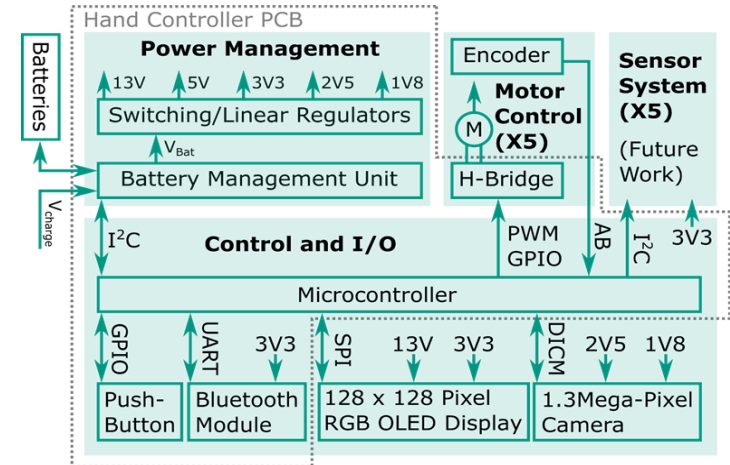 Hand Controller PCB
Batteries
Power Management
13V 5V 3V3 2V5 1V8
Switching/Linear Regulators
VBat
Battery Management Unit
Vcharge
Encoder
Motor
Control
(X5)
M
H-Bridge
Sensor
System
(X5)
(Future
Work)
I²C
Control and I/O
PWM
GPIO
AB
I²C
3V3
Microcontroller
GPIO
UART
3V3
SPI
13V
3V3
DICM
2V5
1V8
Push-
Button
Bluetooth
Module
128 x 128 Pixel
RGB OLED Display
1.3Mega-Pixel
Camera